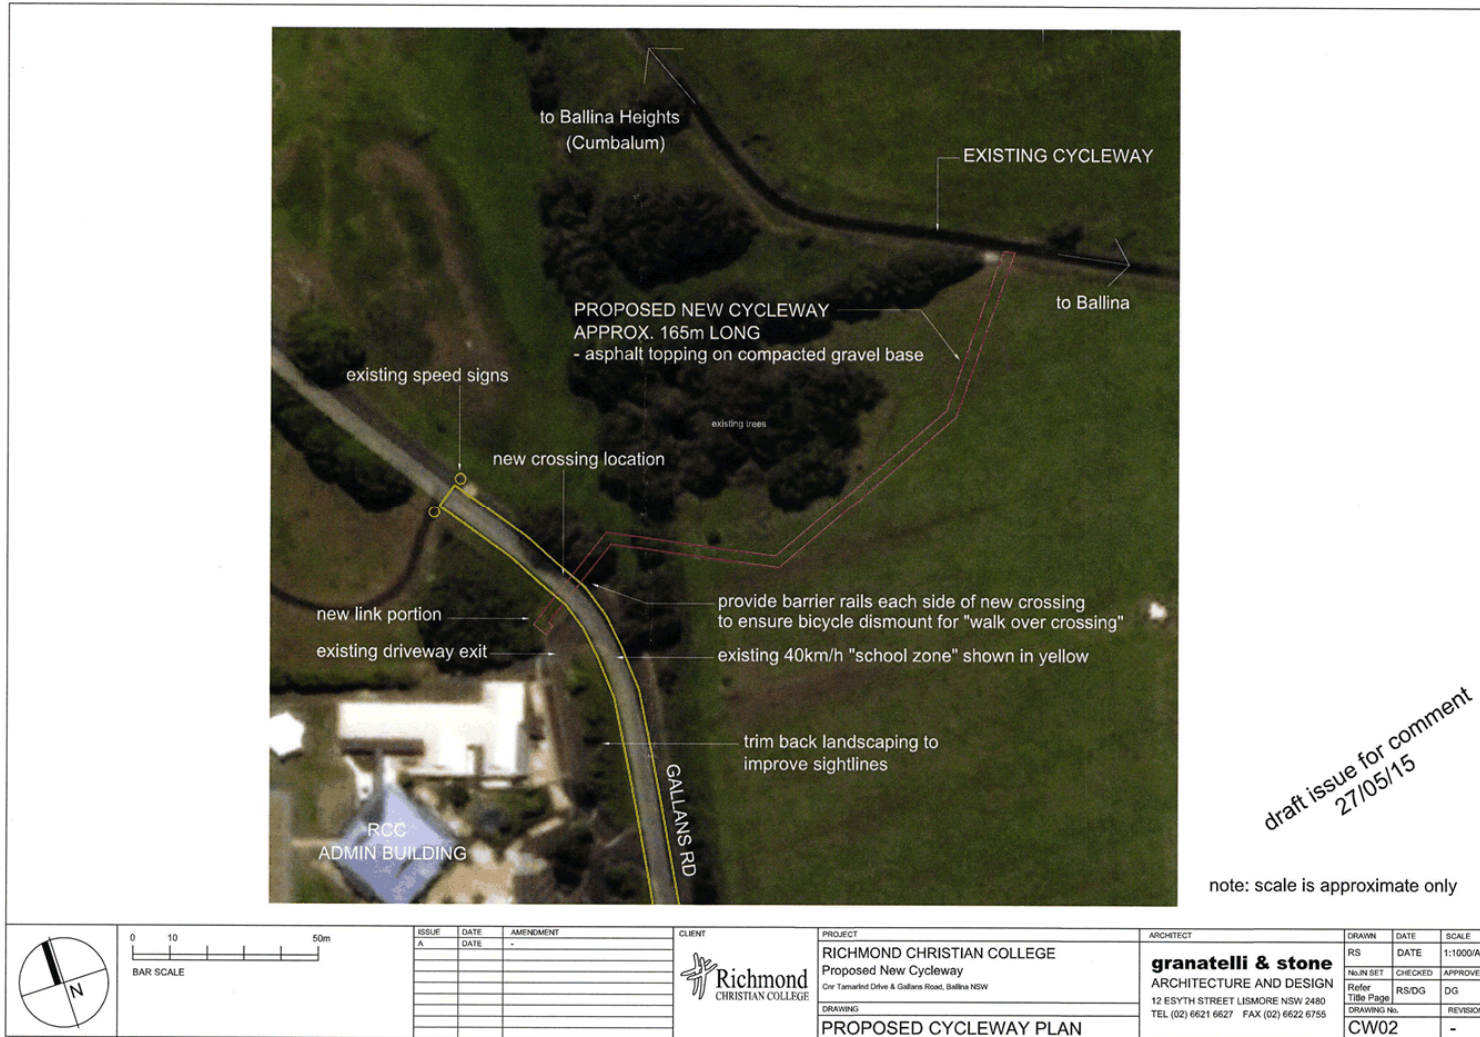 to Ballina Heights
(Cumbalum)
EXISTING CYCLEWAY
to Ballina
PROPOSED NEW CYCLEWAY
APPROX. 165m LONG
- asphalt topping on compacted gravel base
existing speed signs
existing trees
new crossing location
provide barrier rails each side of new crossing
to ensure bicycle dismount for "walk over crossing"
new link portion
existing driveway exit
existing 40km/h "school zone" shown in yellow
trim back landscaping to
improve sightlines
GALLANS RD
RCC
ADMIN BUILDING
draft issue for comment
27/05/15
note: scale is approximate only
N
0 10 50m
BAR SCALE
ISSUE DATE AMENDMENT
A DATE -
CLIENT
Richmond
CHRISTIAN COLLEGE
PROJECT
RICHMOND CHRISTIAN COLLEGE
Proposed New Cycleway
Cnr Tamarind Drive & Gallans Road, Ballina NSW
DRAWING
PROPOSED CYCLEWAY PLAN
ARCHITECT
granatelli & stone
ARCHITECTURE AND DESIGN
12 ESYTH STREET LISMORE NSW 2480
TEL (02) 6621 6627 FAX (02) 6622 6755
DRAWN DATE SCALE
RS DATE 1:1000/A
No.IN SET CHECKED APPROVE
Refer
Title Page RS/DG DG
DRAWING No. REVISION
CW02 -